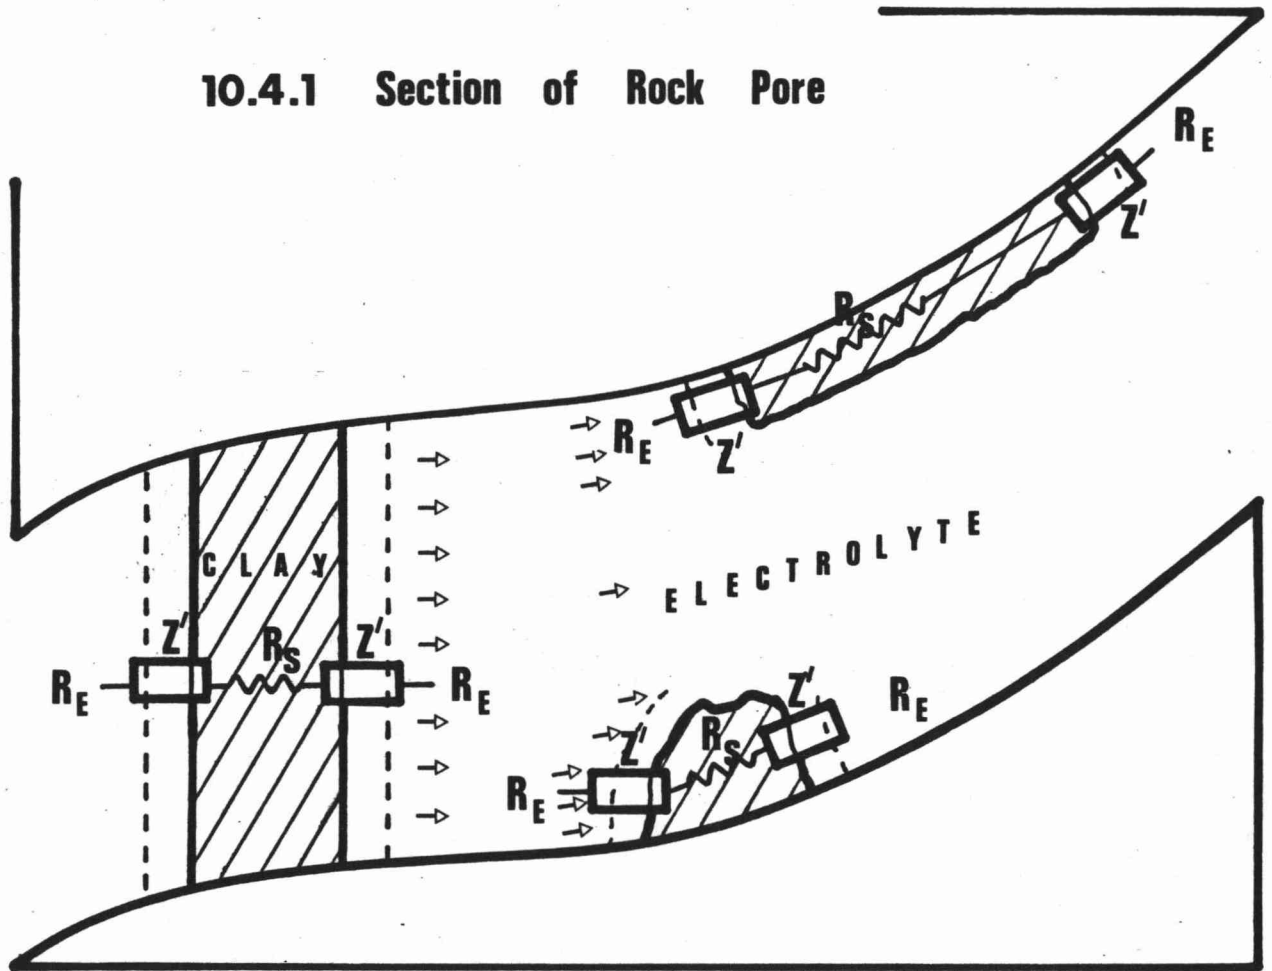 10.4.1 Section of Rock Pore
R_E
Z'
R_S
R_E
Z'
CLAY
ELECTROLYTE
Z'
R_S
Z'
R_E
R_E
Z'
R_E
R_S
Z'
R_E